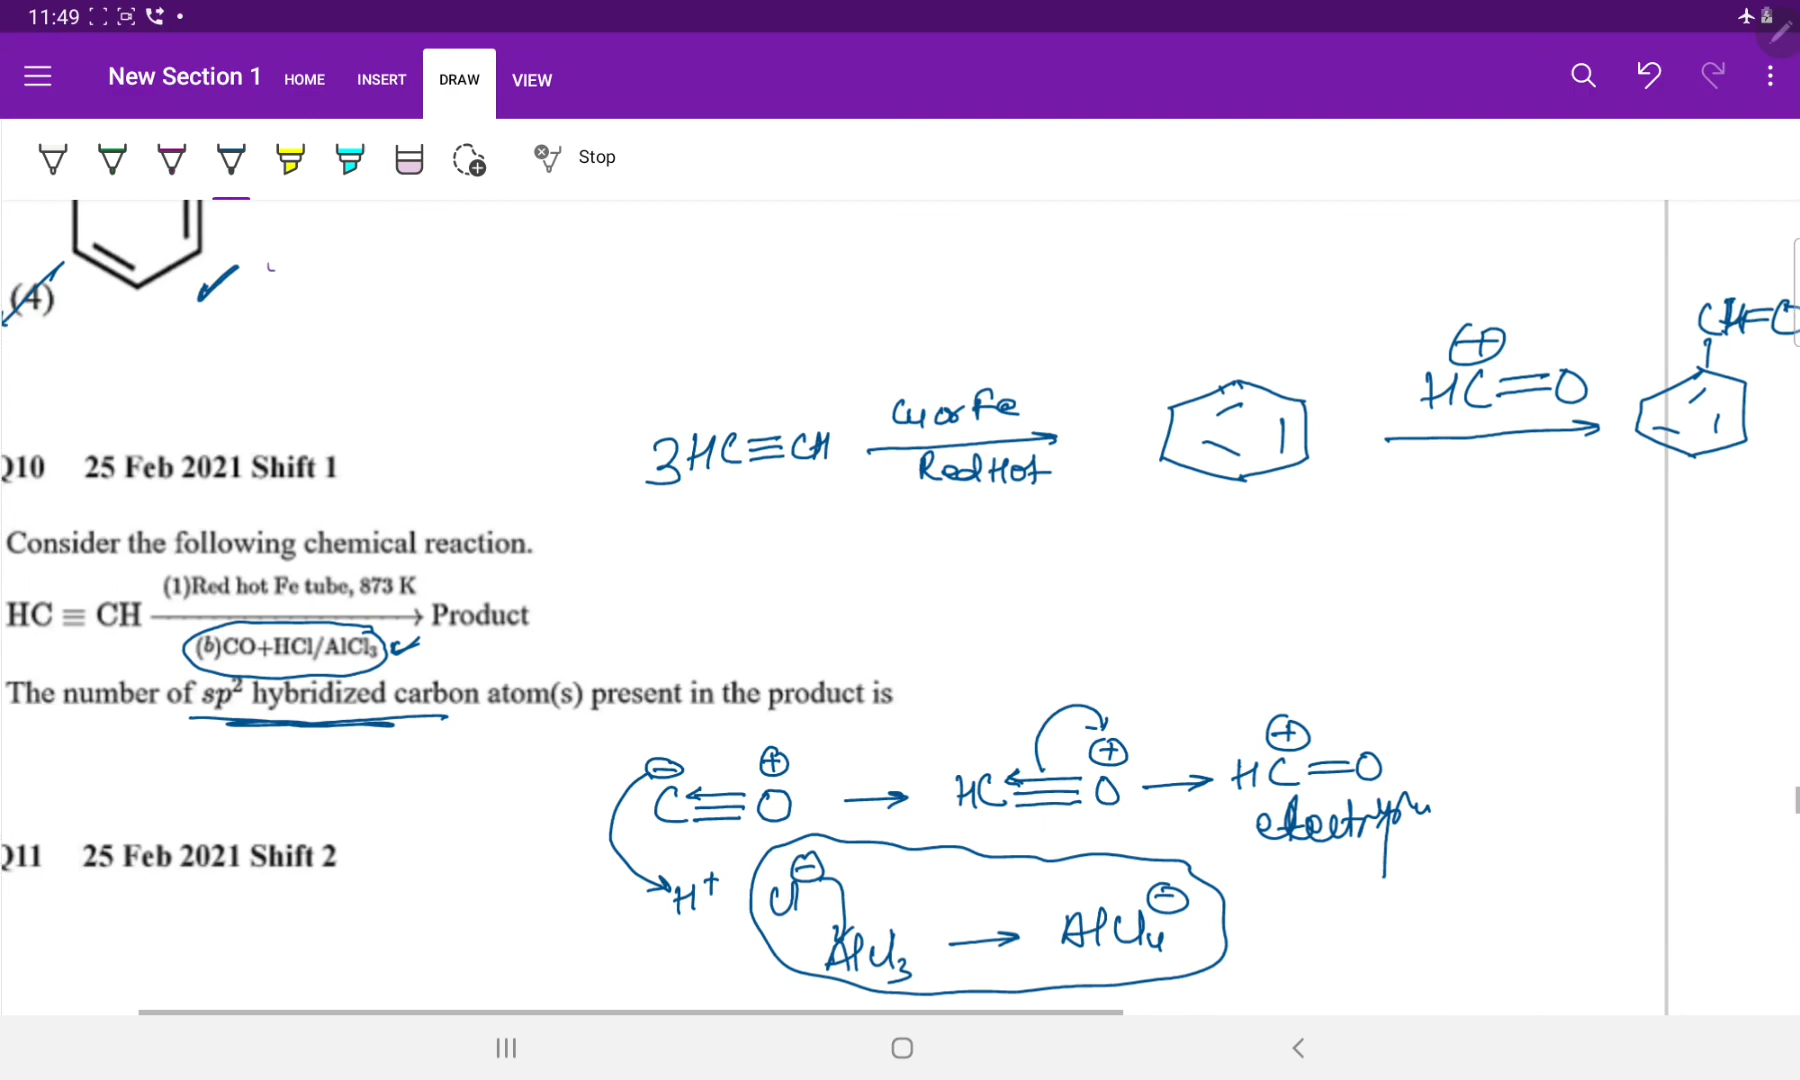 11:49
New Section 1 HOME INSERT DRAW VIEW
Stop
(4)
3HC≡CH
Cu or Fe
Red Hot
⊕
HC=O
Q10 25 Feb 2021 Shift 1
Consider the following chemical reaction.
(1)Red hot Fe tube, 873 K
HC ≡ CH → Product
(b)CO+HCl/AlCl₃
The number of sp² hybridized carbon atom(s) present in the product is
⊖ ⊕
C≡O → HC≡O ⊕ → HC=O ⊕
H⁺
Cl ⊖
AlCl₃ → AlCl₄ ⊖
Q11 25 Feb 2021 Shift 2